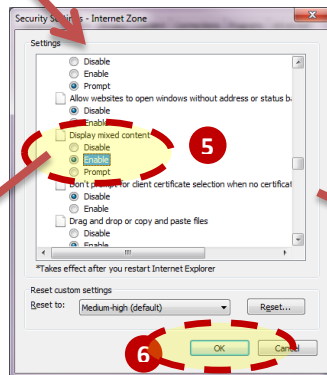 Security Settings - Internet Zone
Settings
Disable
Enable
Prompt
Allow websites to open windows without address or status ba
Disable
Enable
Display mixed content
Disable
Enable
Prompt
5
Don't prompt for client certificate selection when no certificat
Disable
Enable
Drag and drop or copy and paste files
Disable
Enable
*Takes effect after you restart Internet Explorer
Reset custom settings
Reset to:
Medium-high (default)
Reset...
6
OK
Cancel